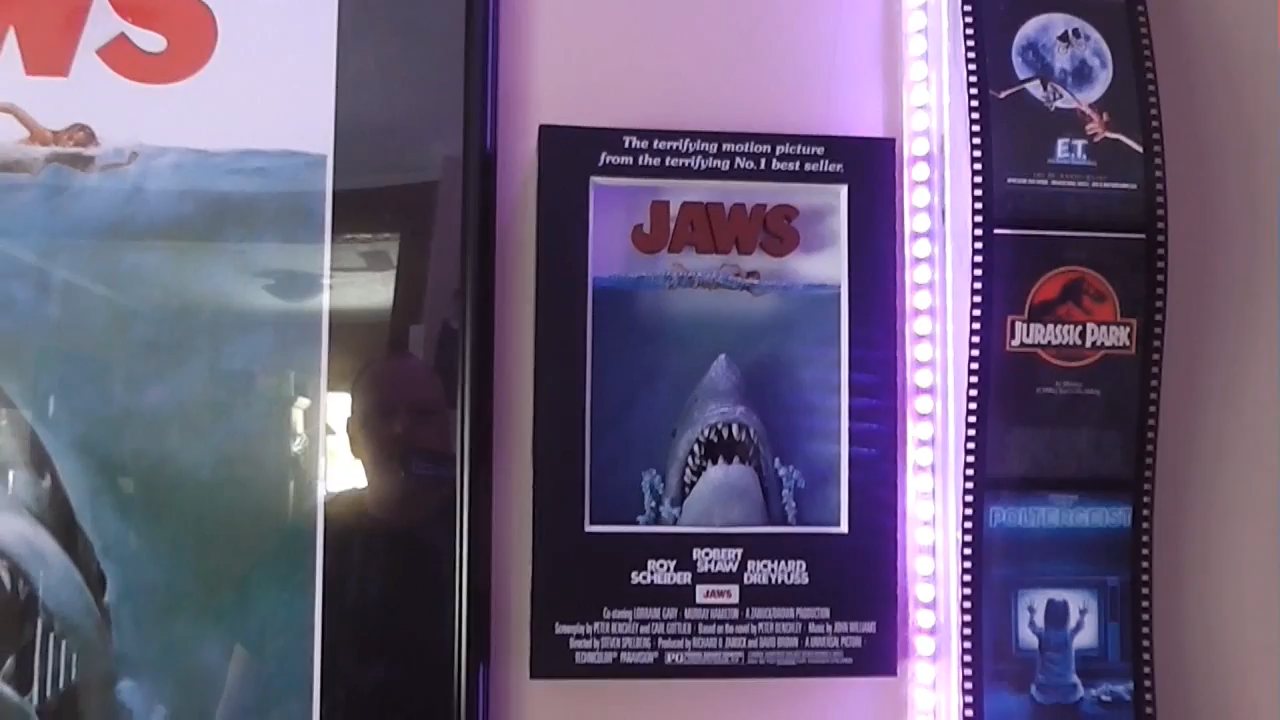 WS
The terrifying motion picture
from the terrifying No.1 best seller.
JAWS
ROBERT
SHAW
ROY
SCHEIDER
RICHARD
DREYFUSS
JAWS
Co-starring LORRAINE GARY · MURRAY HAMILTON · A ZANUCK/BROWN PRODUCTION
Screenplay by PETER BENCHLEY and CARL GOTTLIEB · Based on the novel by PETER BENCHLEY · Music by JOHN WILLIAMS
Directed by STEVEN SPIELBERG · Produced by RICHARD D. ZANUCK and DAVID BROWN · A UNIVERSAL PICTURE ·
TECHNICOLOR® PANAVISION® PG
E.T.
JURASSIC PARK
POLTERGEIST